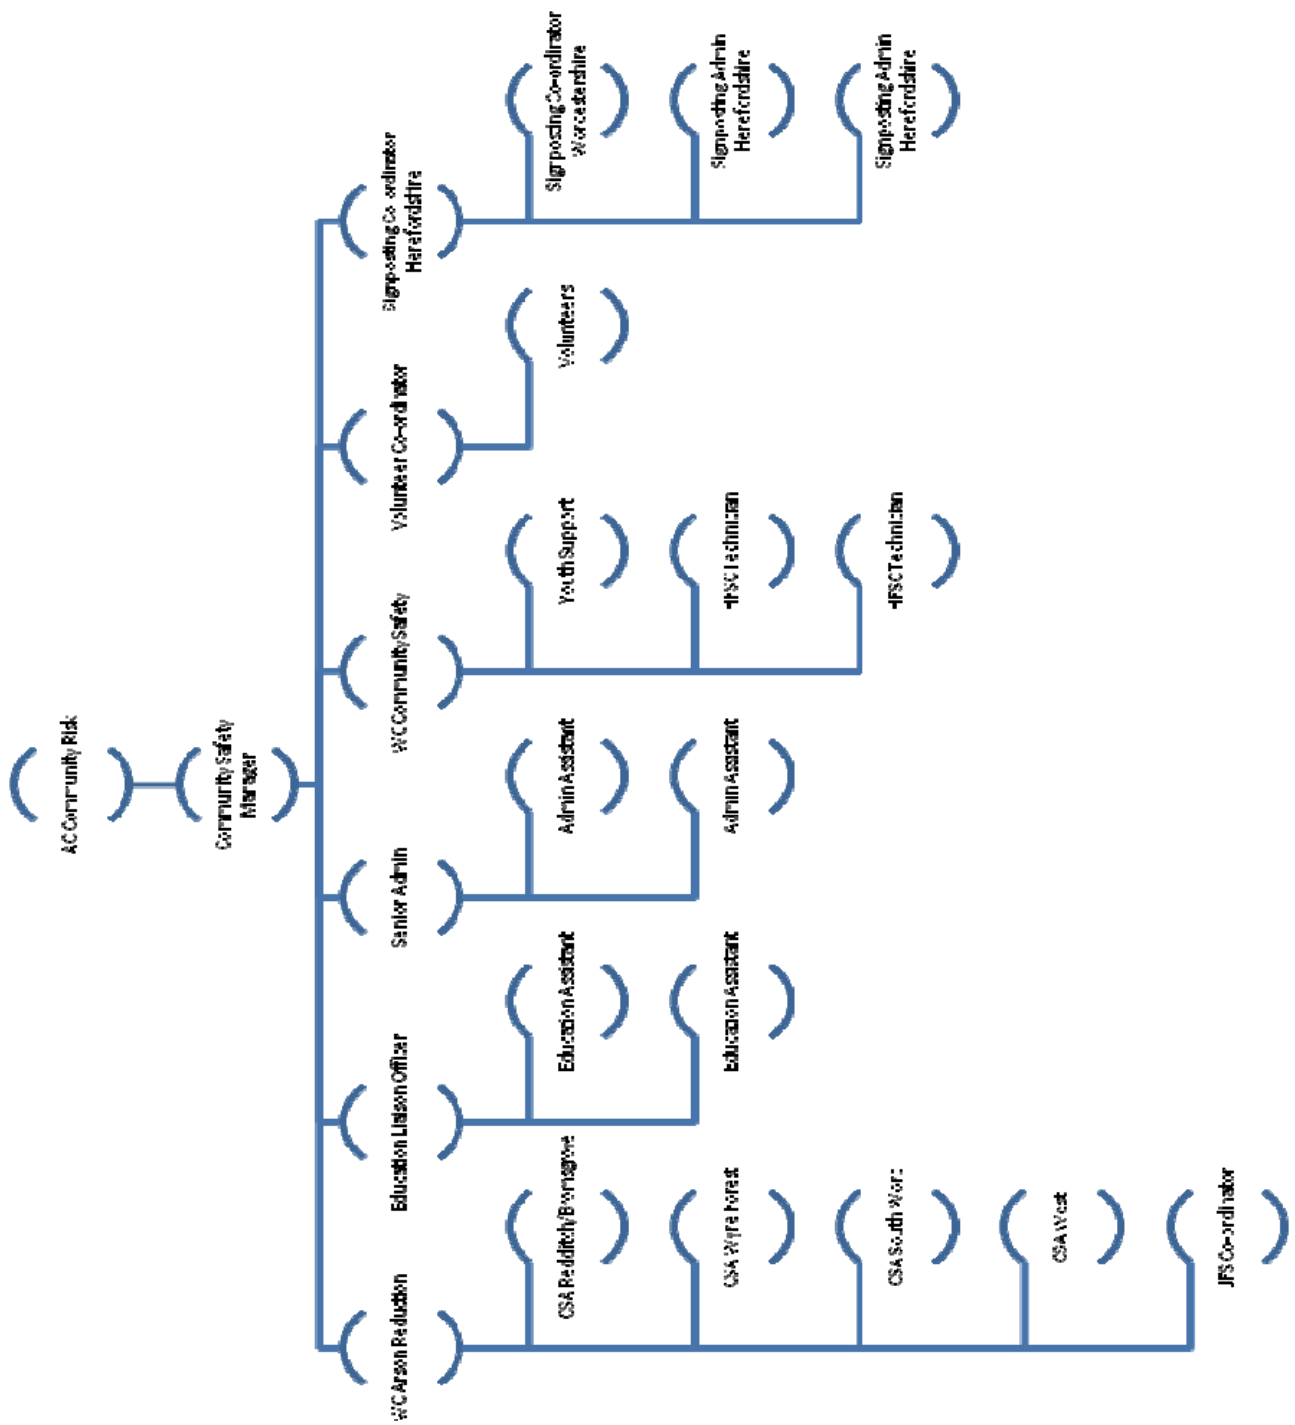 AC Community Risk
Community Safety
Manager
WC Arson Reduction
Education Liaison Officer
Senior Admin
WC Community Safety
Volunteer Co-ordinator
Signposting Co-ordinator
Herefordshire
CSA Redditch/Bromsgrove
CSA Wyre Forest
CSA South Worc
CSA West
JFS Co-ordinator
Education Assistant
Education Assistant
Admin Assistant
Admin Assistant
Youth Support
HFSC Technician
HFSC Technician
Volunteers
Signposting Co-ordinator
Worcestershire
Signposting Admin
Herefordshire
Signposting Admin
Herefordshire